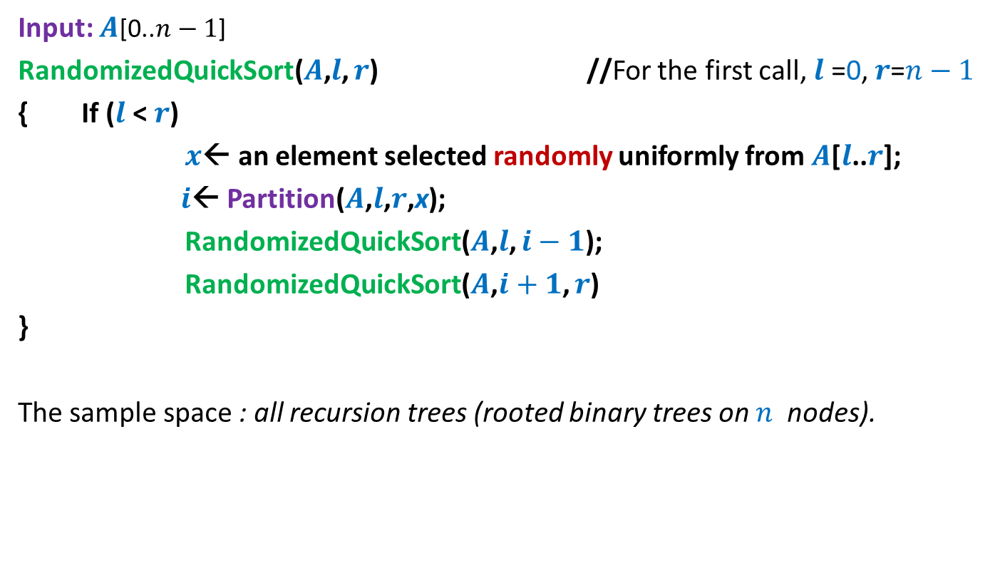 Input: A[0..n − 1]
RandomizedQuickSort(A,l, r) //For the first call, l =0, r=n − 1
{ If (l < r)
x← an element selected randomly uniformly from A[l..r];
i← Partition(A,l,r,x);
RandomizedQuickSort(A,l, i − 1);
RandomizedQuickSort(A,i + 1, r)
}
The sample space : all recursion trees (rooted binary trees on n nodes).